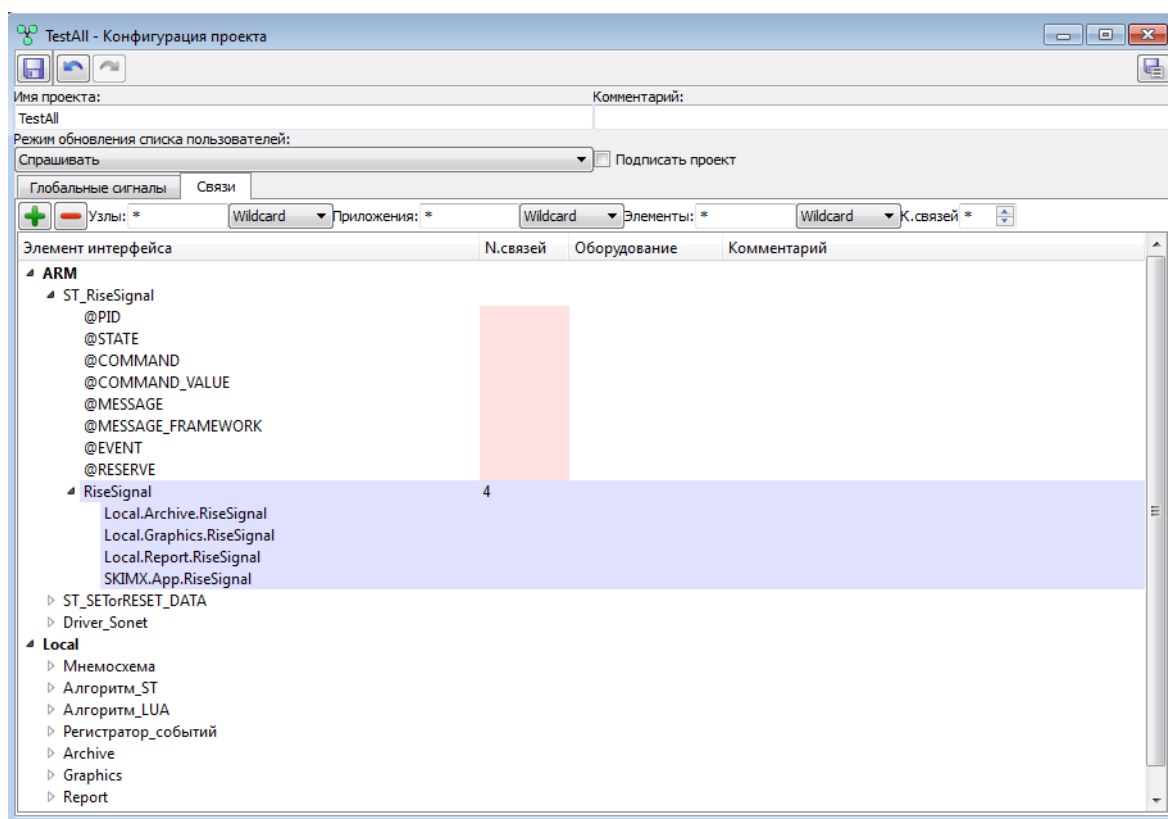 TestAll - Конфигурация проекта
Имя проекта: Комментарий:
TestAll
Режим обновления списка пользователей:
Спрашивать Подписать проект
Глобальные сигналы Связи
Узлы: * Wildcard Приложения: * Wildcard Элементы: * Wildcard К.связей *
Элемент интерфейса N.связей Оборудование Комментарий
ARM
ST_RiseSignal
@PID
@STATE
@COMMAND
@COMMAND_VALUE
@MESSAGE
@MESSAGE_FRAMEWORK
@EVENT
@RESERVE
RiseSignal 4
Local.Archive.RiseSignal
Local.Graphics.RiseSignal
Local.Report.RiseSignal
SKIMX.App.RiseSignal
ST_SETorRESET_DATA
Driver_Sonet
Local
Мнемосхема
Алгоритм_ST
Алгоритм_LUA
Регистратор_событий
Archive
Graphics
Report